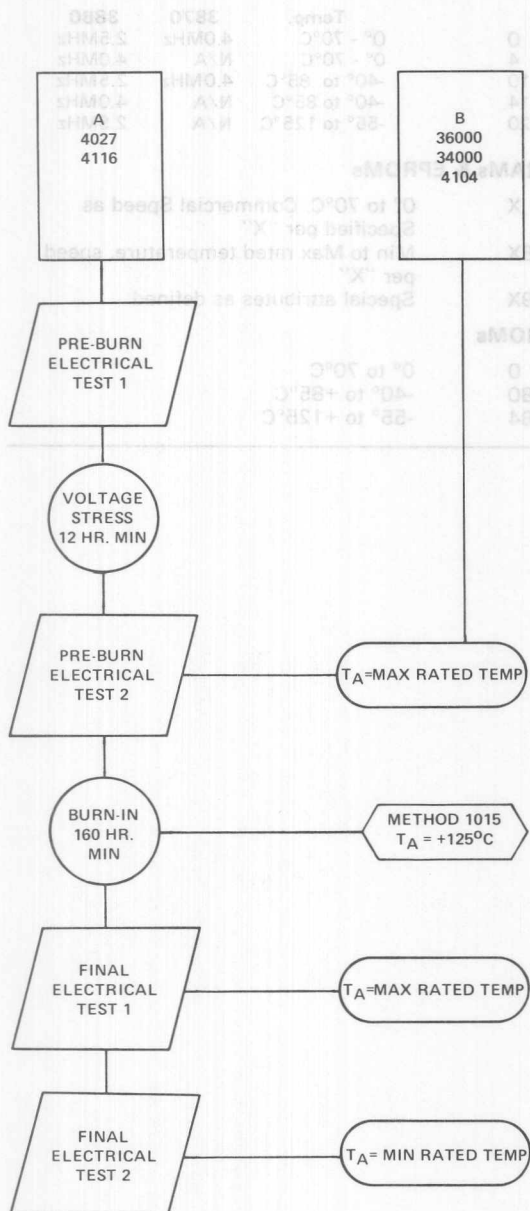 A
4027
4116
B
36000
34000
4104
PRE-BURN
ELECTRICAL
TEST 1
VOLTAGE
STRESS
12 HR. MIN
PRE-BURN
ELECTRICAL
TEST 2
TA=MAX RATED TEMP
BURN-IN
160 HR.
MIN
METHOD 1015
TA = +125°C
FINAL
ELECTRICAL
TEST 1
TA=MAX RATED TEMP
FINAL
ELECTRICAL
TEST 2
TA= MIN RATED TEMP